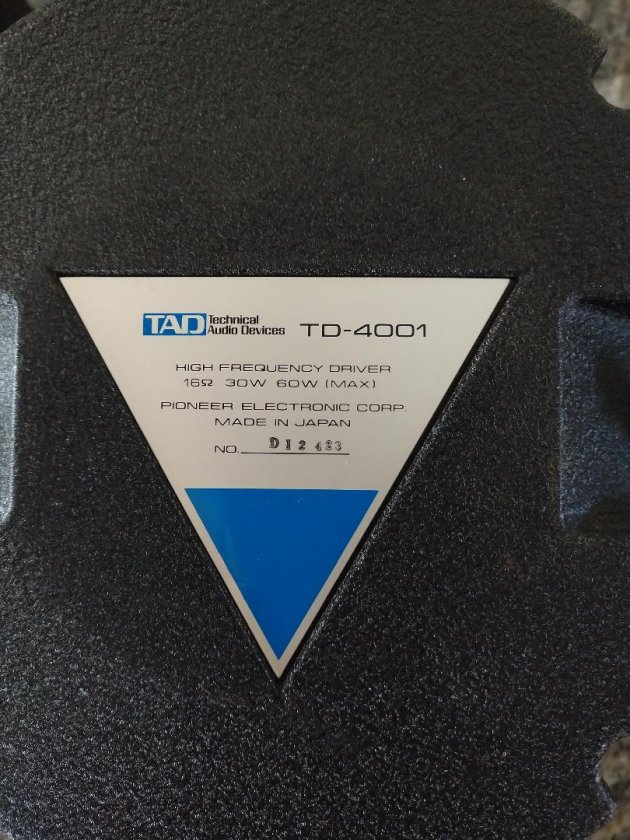 TAD Technical Audio Devices TD-4001
HIGH FREQUENCY DRIVER
16Ω 30W 60W (MAX)
PIONEER ELECTRONIC CORP.
MADE IN JAPAN
NO. D12423